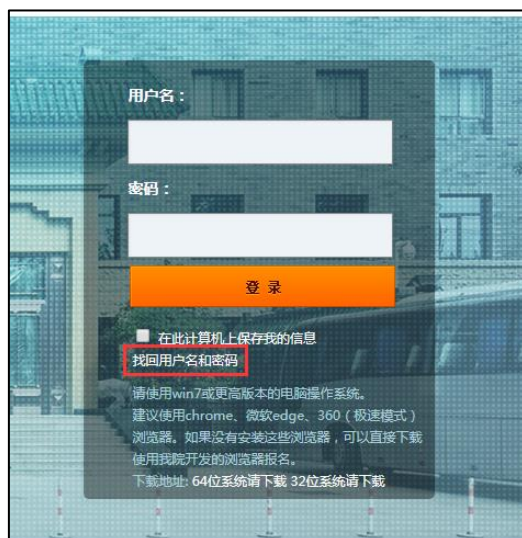 用户名：
密码：
登 录
在此计算机上保存我的信息
找回用户名和密码
请使用win7或更高版本的电脑操作系统。
建议使用chrome、微软edge、360（极速模式）
浏览器。如果没有安装这些浏览器，可以直接下载
使用我院开发的浏览器报名。
下载地址: 64位系统请下载 32位系统请下载